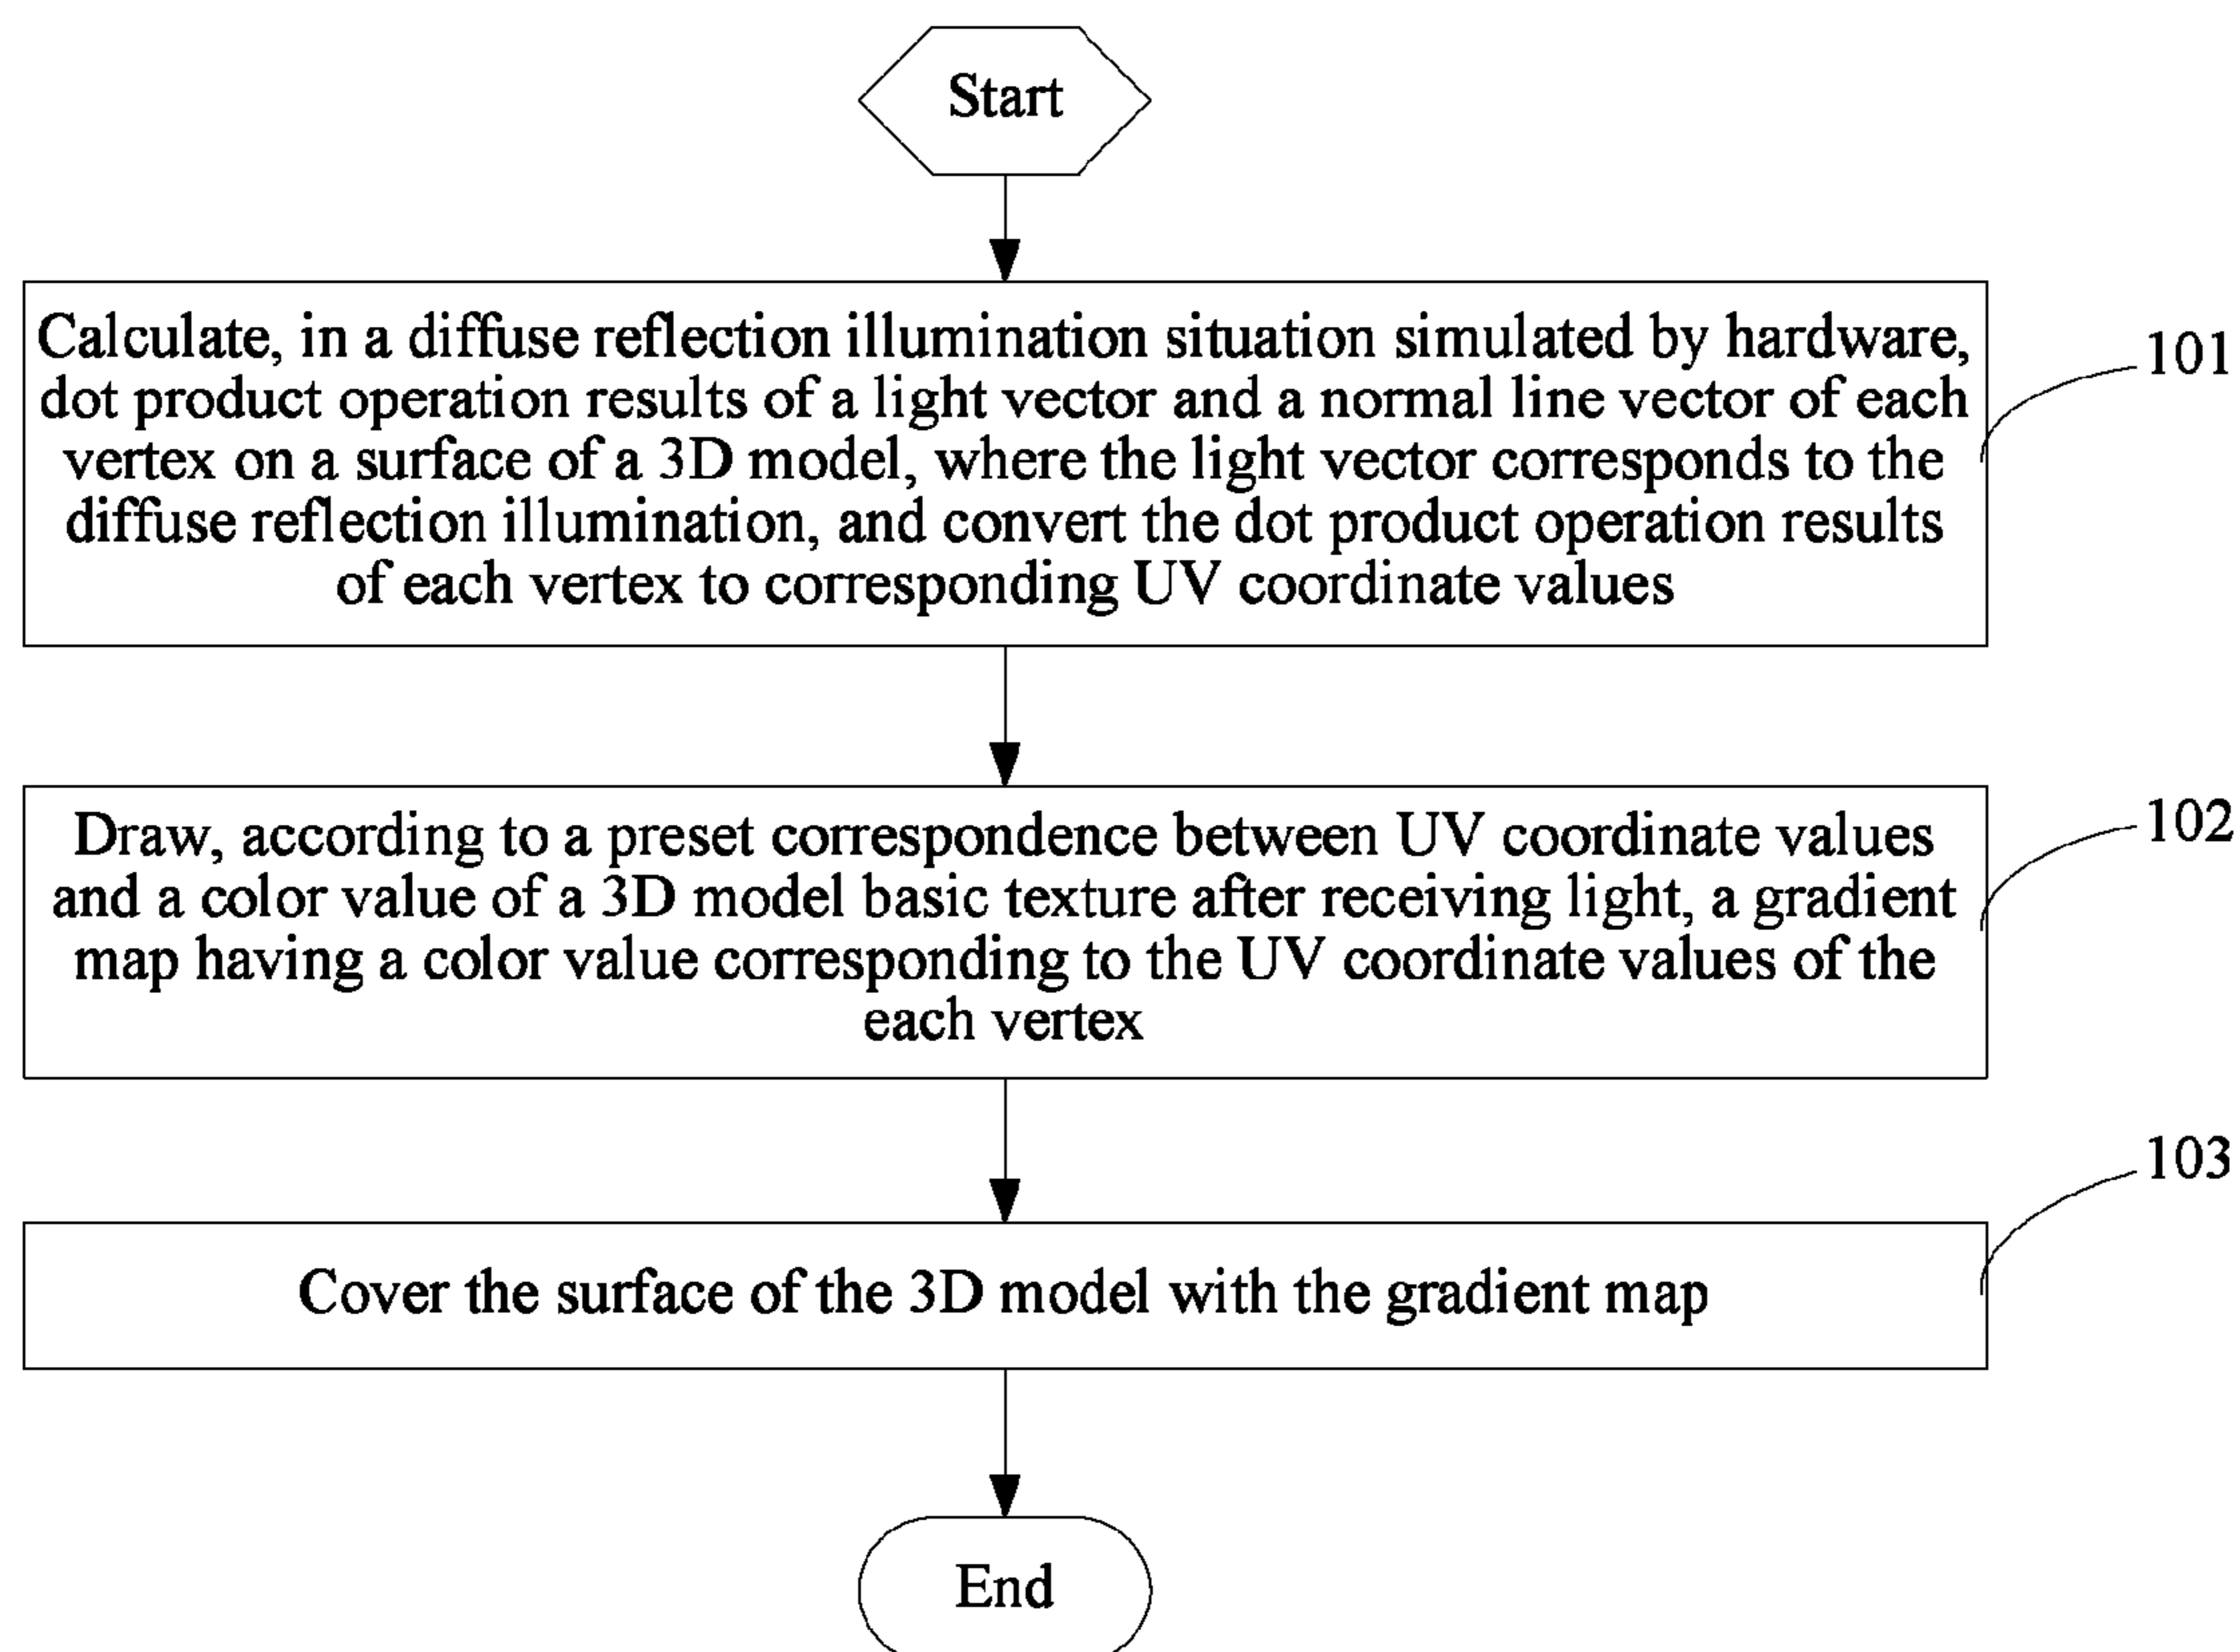 Start
Calculate, in a diffuse reflection illumination situation simulated by hardware,
dot product operation results of a light vector and a normal line vector of each
vertex on a surface of a 3D model, where the light vector corresponds to the
diffuse reflection illumination, and convert the dot product operation results
of each vertex to corresponding UV coordinate values
101
Draw, according to a preset correspondence between UV coordinate values
and a color value of a 3D model basic texture after receiving light, a gradient
map having a color value corresponding to the UV coordinate values of the
each vertex
102
Cover the surface of the 3D model with the gradient map
103
End